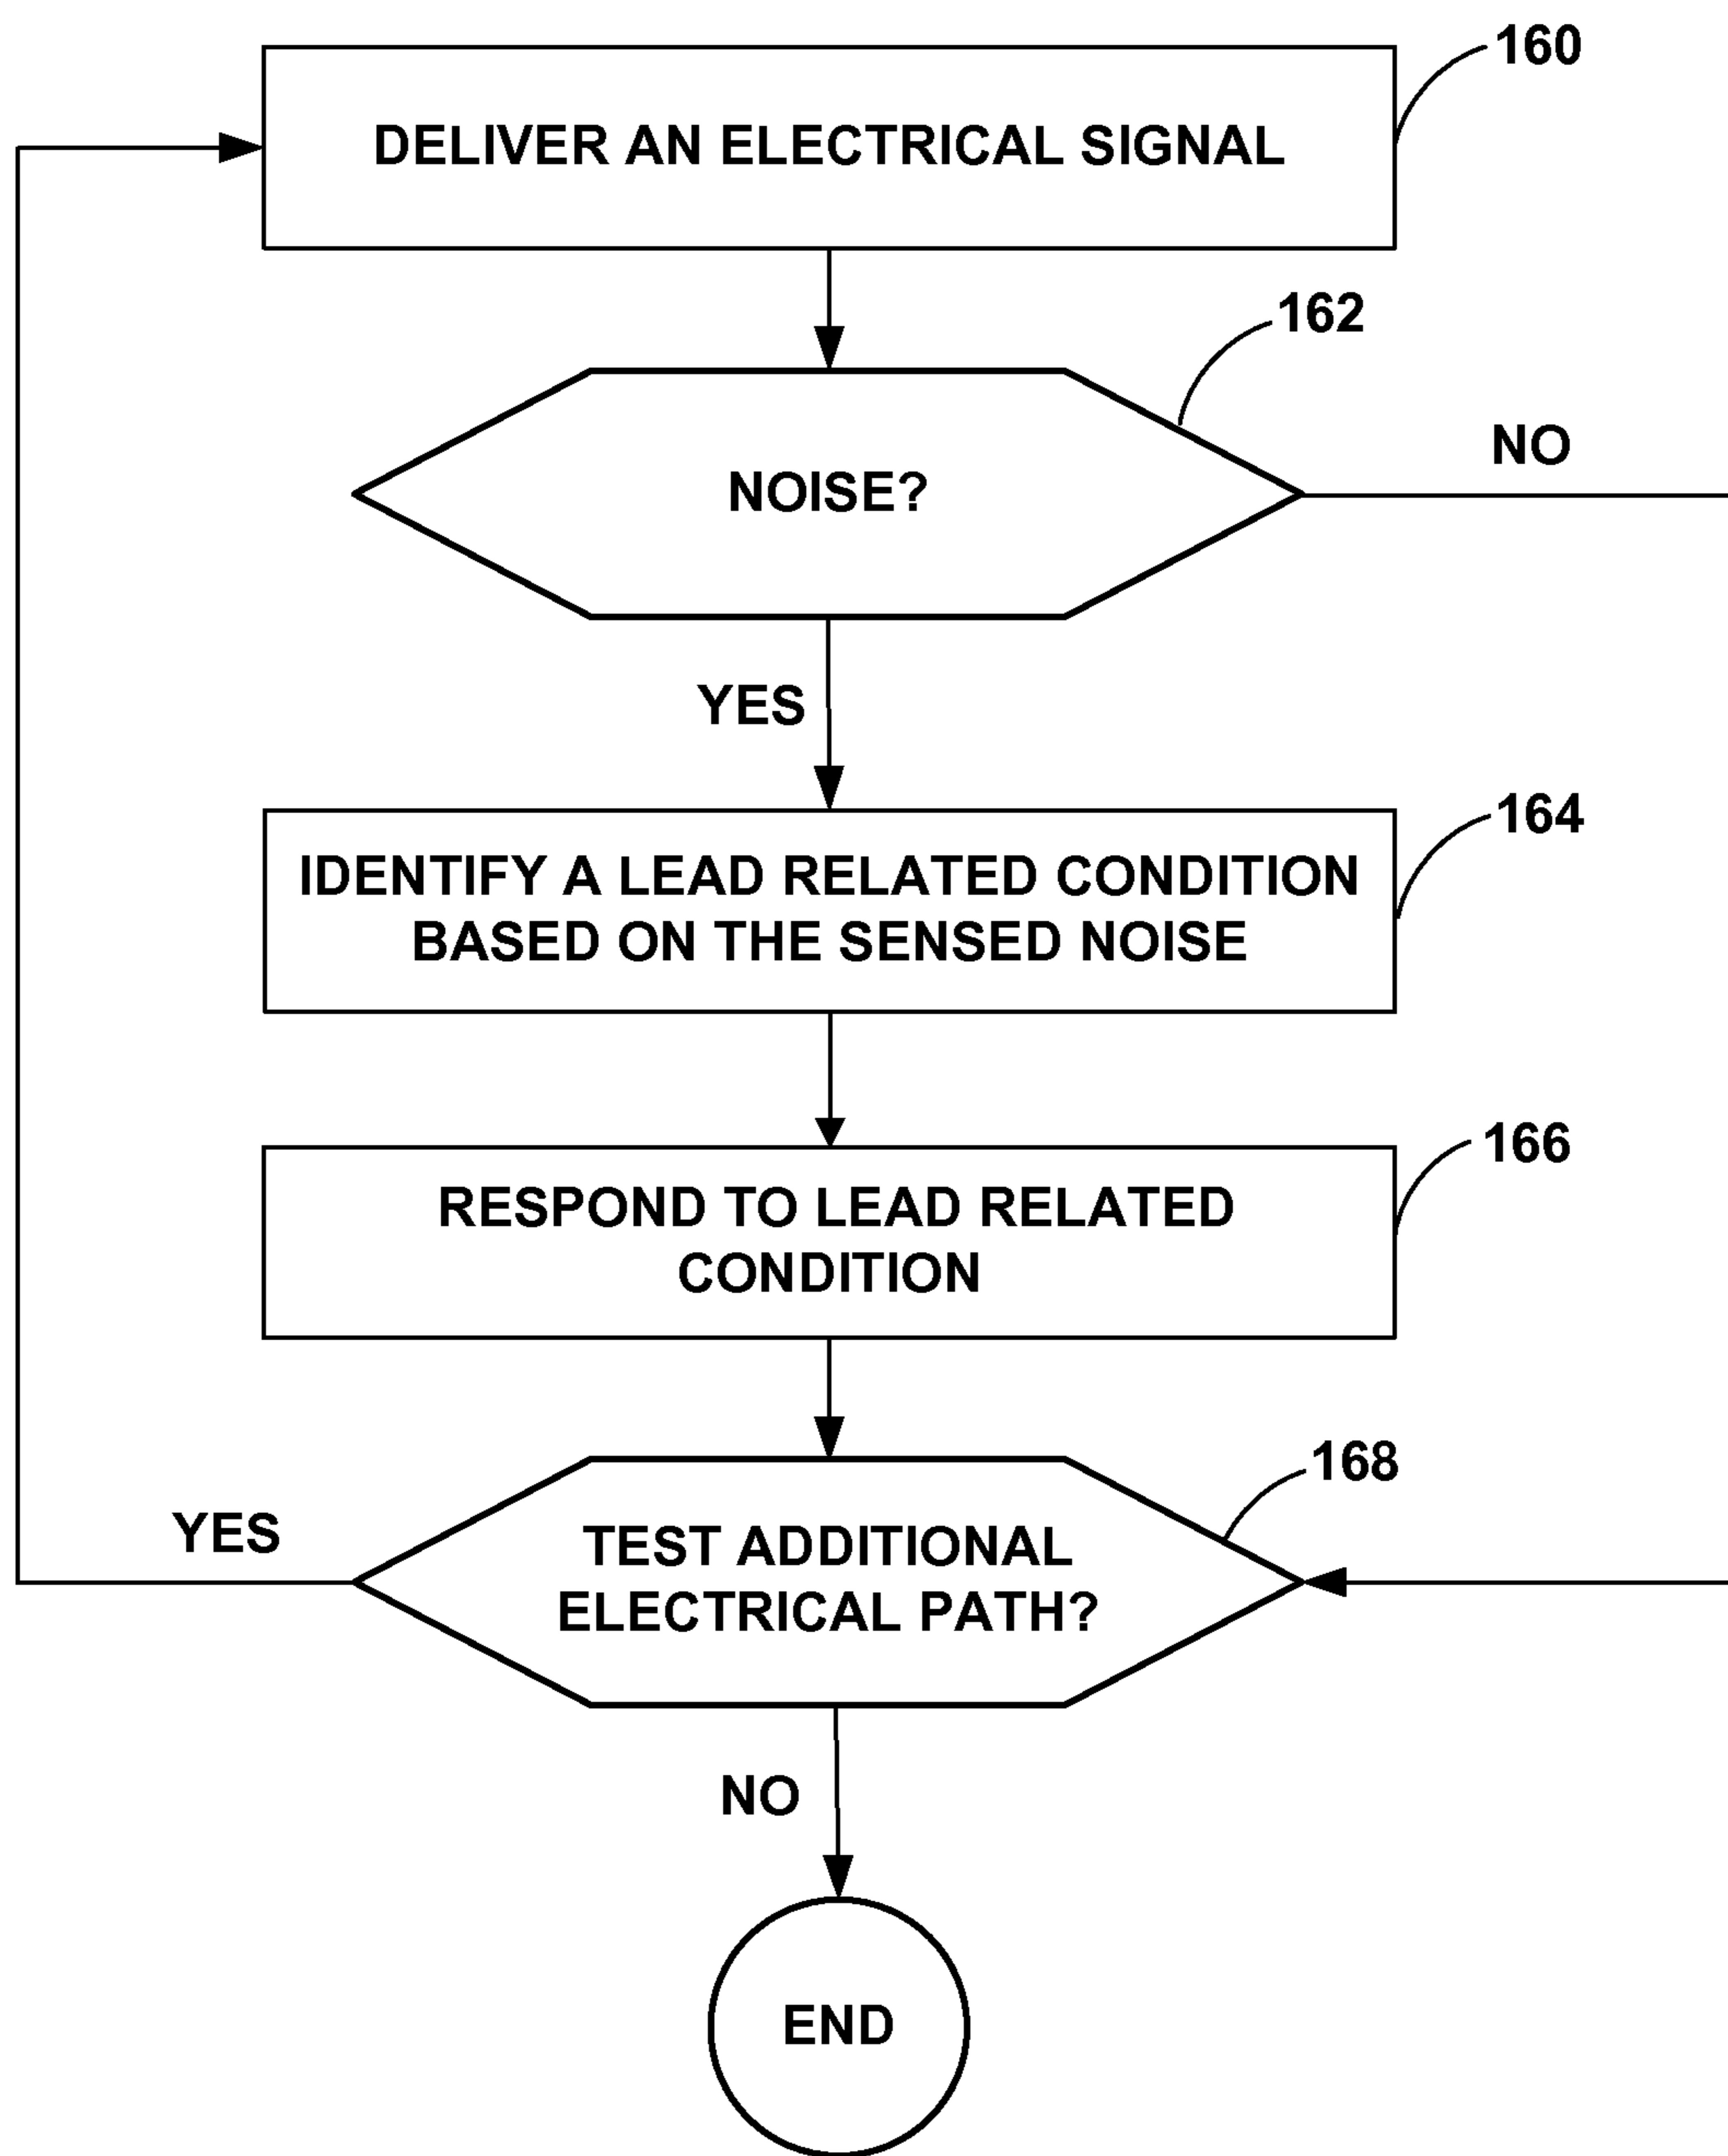 160
DELIVER AN ELECTRICAL SIGNAL
162
NOISE?
NO
YES
164
IDENTIFY A LEAD RELATED CONDITION
BASED ON THE SENSED NOISE
166
RESPOND TO LEAD RELATED
CONDITION
168
YES
TEST ADDITIONAL
ELECTRICAL PATH?
NO
END